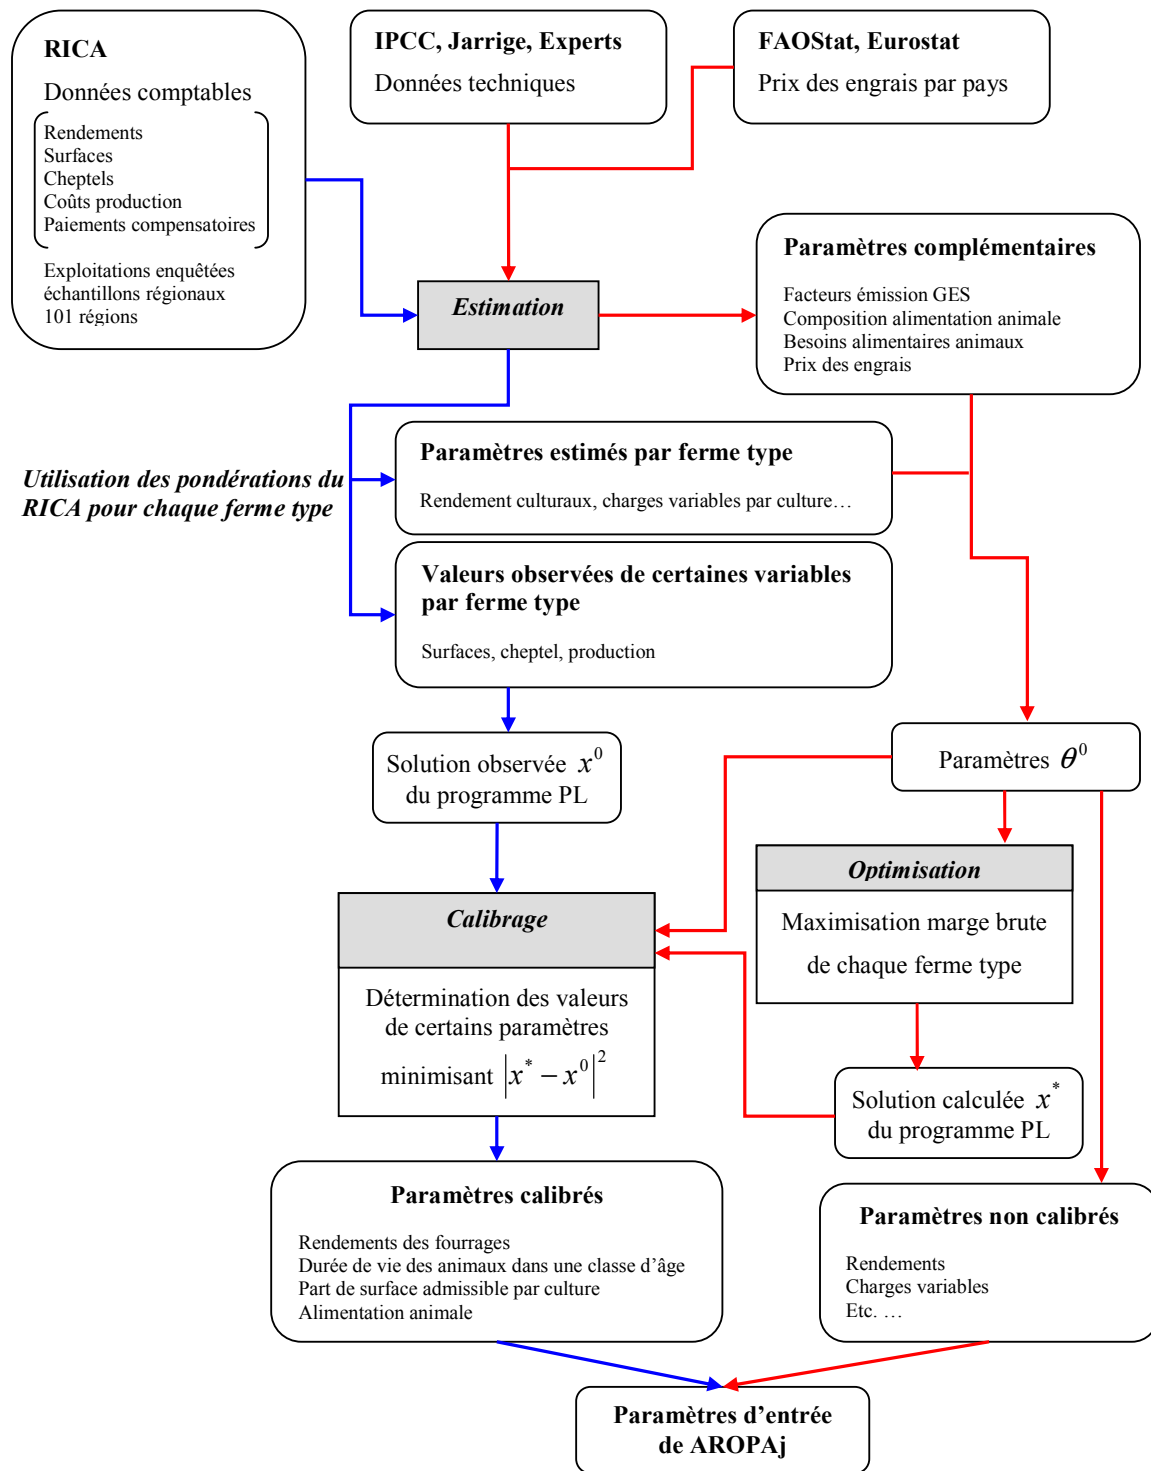 RICA
Données comptables
Rendements
Surfaces
Cheptels
Coûts production
Paiements compensatoires
Exploitations enquêtées
échantillons régionaux
101 régions
IPCC, Jarrige, Experts
Données techniques
FAOStat, Eurostat
Prix des engrais par pays
Estimation
Paramètres complémentaires
Facteurs émission GES
Composition alimentation animale
Besoins alimentaires animaux
Prix des engrais
Utilisation des pondérations du
RICA pour chaque ferme type
Paramètres estimés par ferme type
Rendement culturaux, charges variables par culture…
Valeurs observées de certaines variables
par ferme type
Surfaces, cheptel, production
Solution observée x^0
du programme PL
Paramètres θ^0
Optimisation
Maximisation marge brute
de chaque ferme type
Calibrage
Détermination des valeurs
de certains paramètres
minimisant |x^* − x^0|^2
Solution calculée x^*
du programme PL
Paramètres calibrés
Rendements des fourrages
Durée de vie des animaux dans une classe d’âge
Part de surface admissible par culture
Alimentation animale
Paramètres non calibrés
Rendements
Charges variables
Etc. …
Paramètres d’entrée
de AROPAj